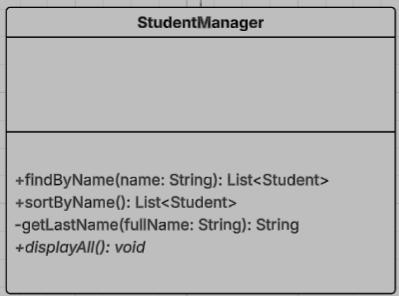 StudentManager
+findByName(name: String): List<Student>
+sortByName(): List<Student>
-getLastName(fullName: String): String
+displayAll(): void